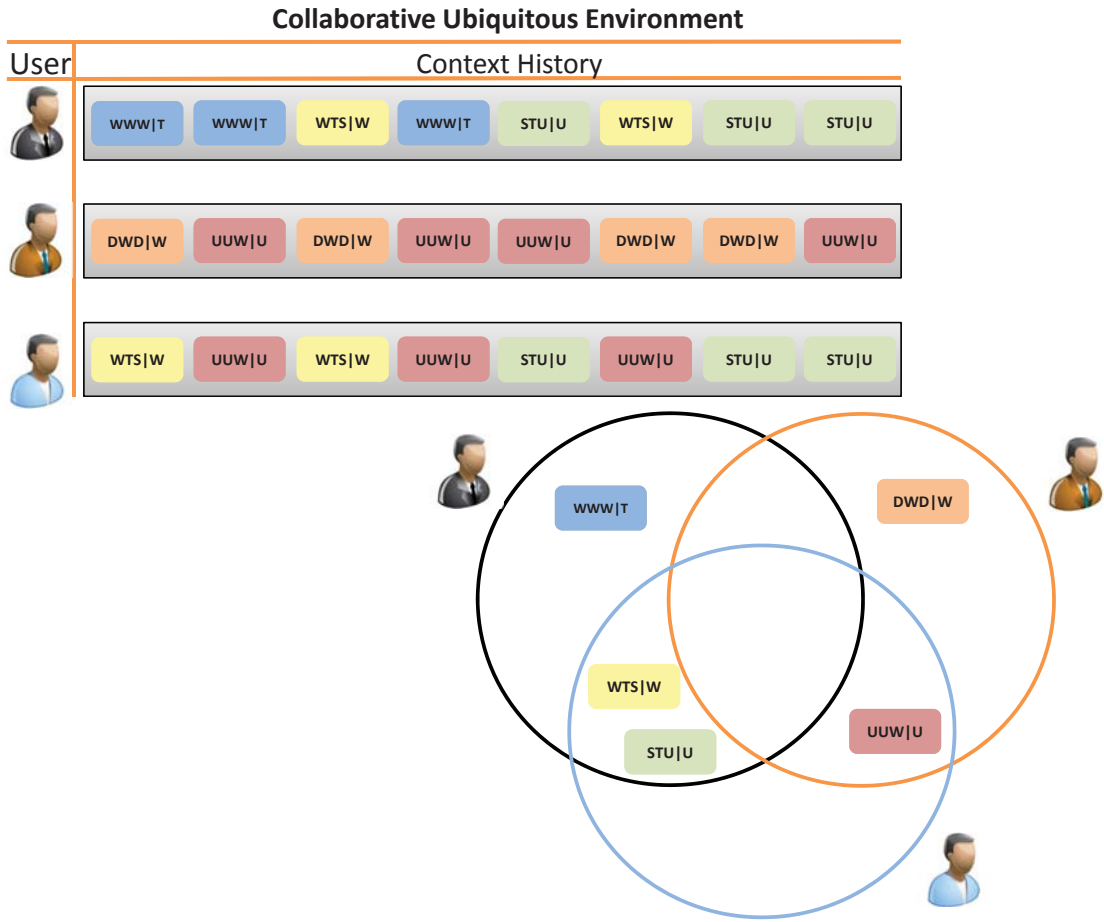 Collaborative Ubiquitous Environment
User Context History
WWW|T WWW|T WTS|W WWW|T STU|U WTS|W STU|U STU|U
DWD|W UUW|U DWD|W UUW|U UUW|U DWD|W DWD|W UUW|U
WTS|W UUW|U WTS|W UUW|U STU|U UUW|U STU|U STU|U
WWW|T DWD|W
WTS|W
UUW|U
STU|U